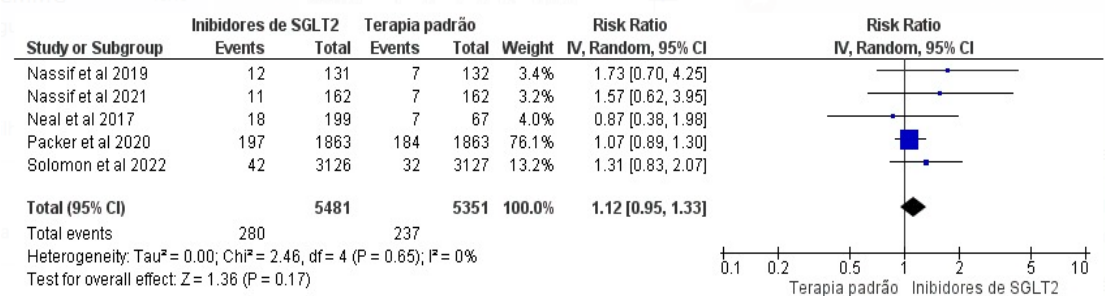 Inibidores de SGLT2 Terapia padrão Risk Ratio Risk Ratio
Study or Subgroup Events Total Events Total Weight IV, Random, 95% CI IV, Random, 95% CI
Nassif et al 2019 12 131 7 132 3.4% 1.73 [0.70, 4.25]
Nassif et al 2021 11 162 7 162 3.2% 1.57 [0.62, 3.95]
Neal et al 2017 18 199 7 67 4.0% 0.87 [0.38, 1.98]
Packer et al 2020 197 1863 184 1863 76.1% 1.07 [0.89, 1.30]
Solomon et al 2022 42 3126 32 3127 13.2% 1.31 [0.83, 2.07]
Total (95% CI) 5481 5351 100.0% 1.12 [0.95, 1.33]
Total events 280 237
Heterogeneity: Tau² = 0.00; Chi² = 2.46, df = 4 (P = 0.65); I² = 0%
Test for overall effect: Z = 1.36 (P = 0.17)
0.1 0.2 0.5 1 2 5 10
Terapia padrão Inibidores de SGLT2